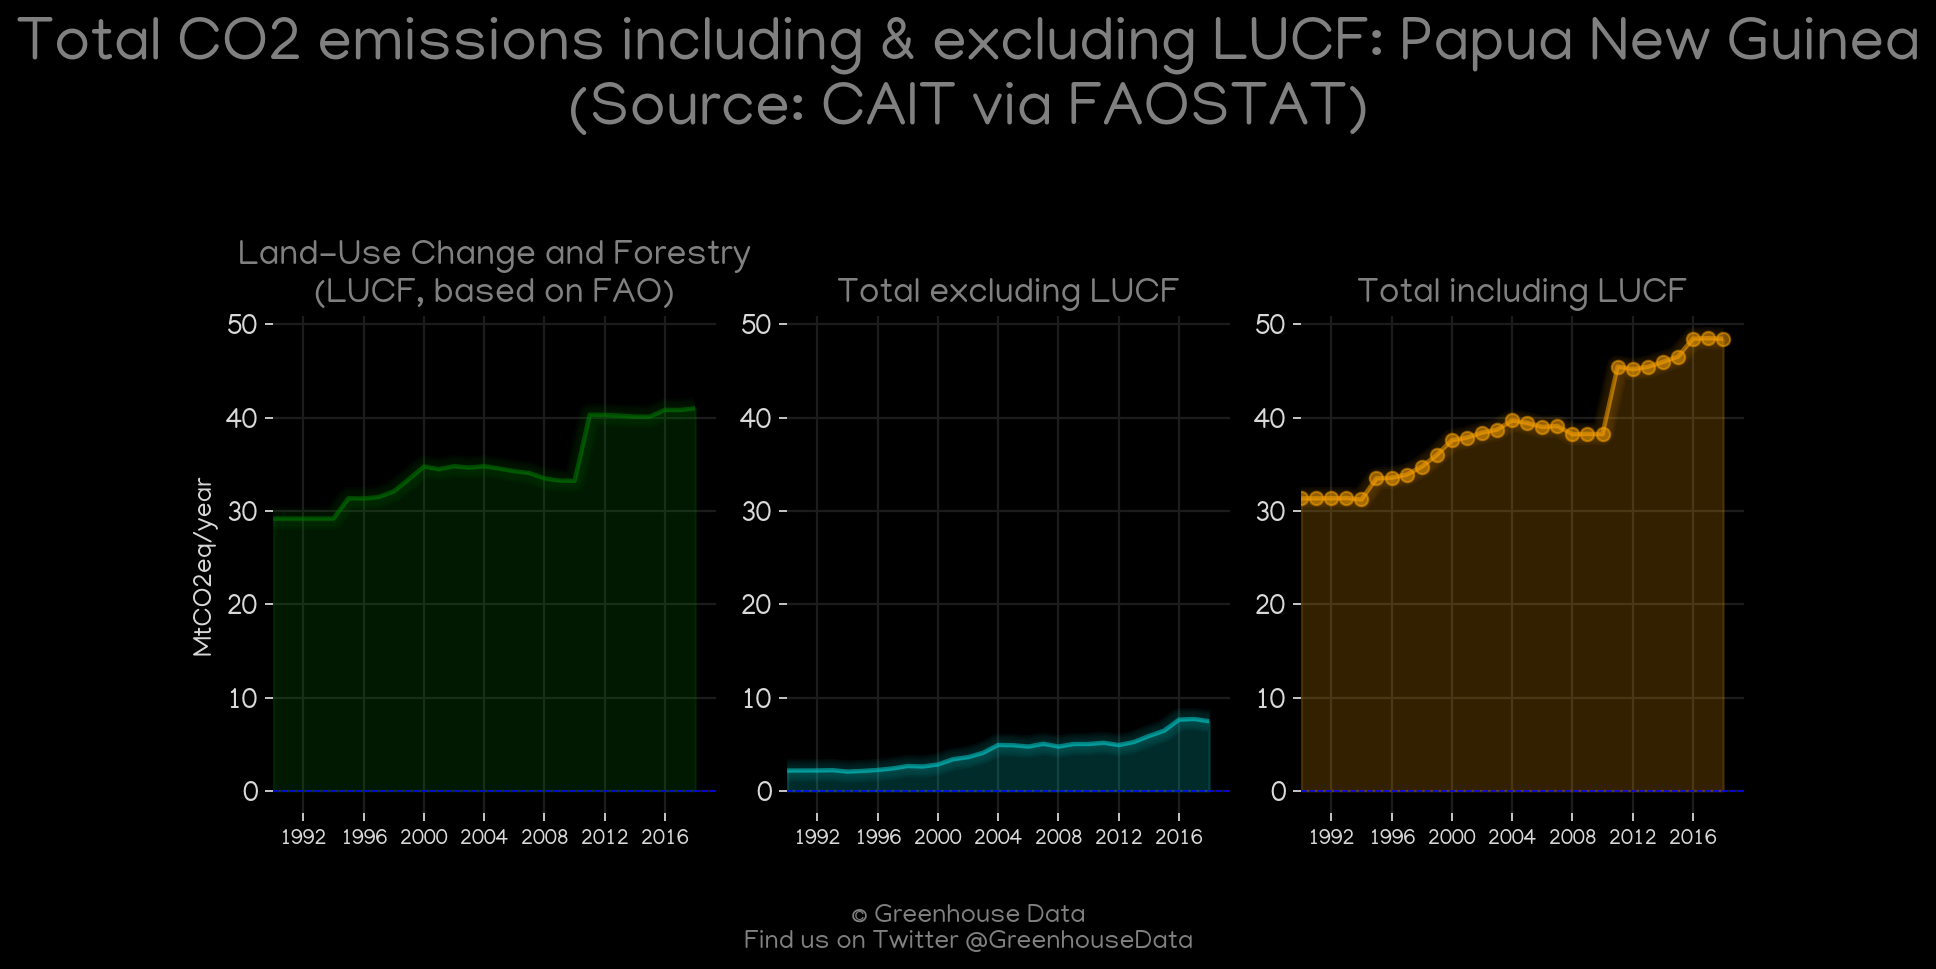 Total CO2 emissions including & excluding LUCF: Papua New Guinea
(Source: CAIT via FAOSTAT)
Land-Use Change and Forestry
(LUCF, based on FAO)
MtCO2eq/year
50
40
30
20
10
0
1992 1996 2000 2004 2008 2012 2016
Total excluding LUCF
50
40
30
20
10
0
1992 1996 2000 2004 2008 2012 2016
Total including LUCF
50
40
30
20
10
0
1992 1996 2000 2004 2008 2012 2016
© Greenhouse Data
Find us on Twitter @GreenhouseData